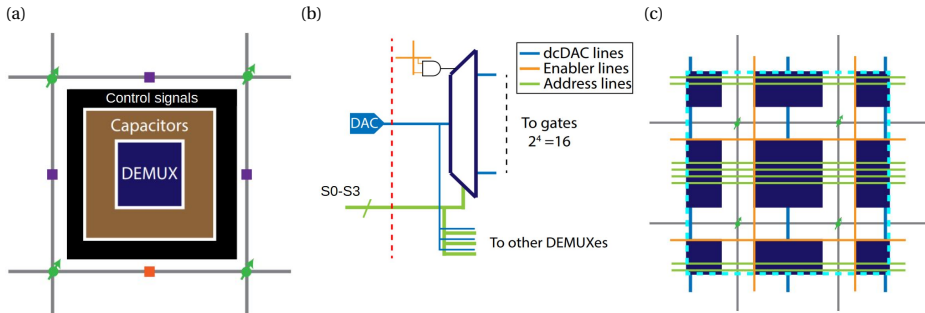 (a)
Control signals
Capacitors
DEMUX
(b)
dcDAC lines
Enabler lines
Address lines
DAC
To gates
2⁴ =16
S0-S3
To other DEMUXes
(c)